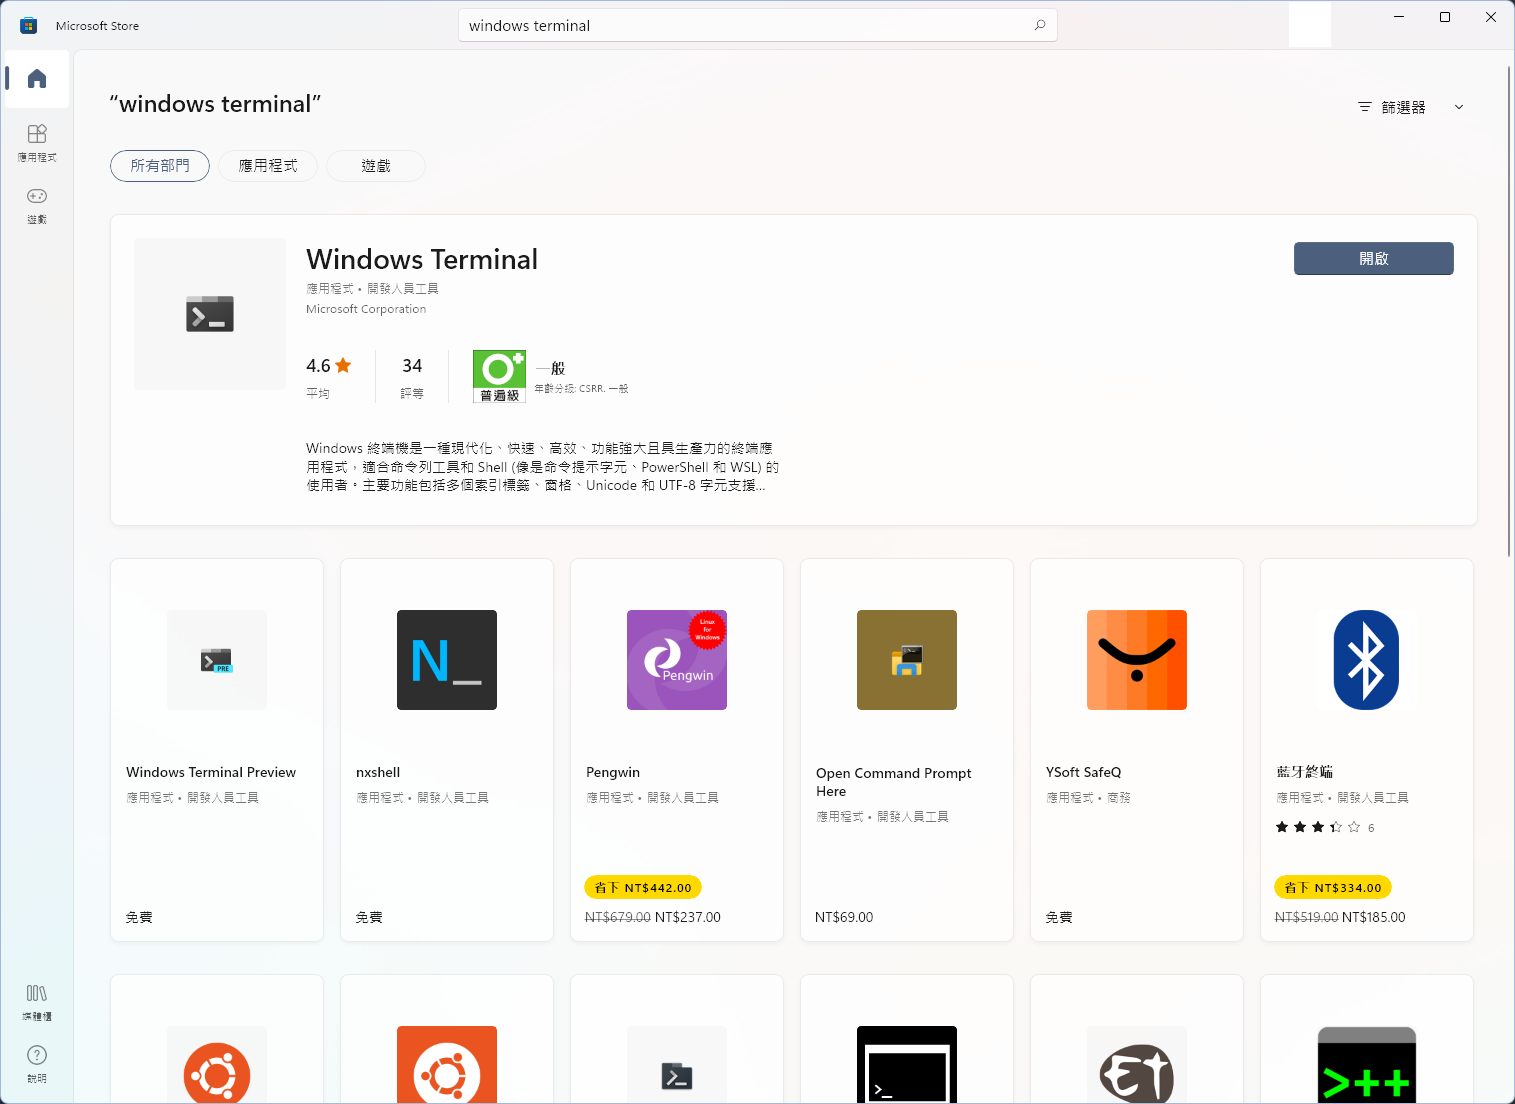 Microsoft Store
windows terminal
應用程式
遊戲
“windows terminal”
篩選器
所有部門
應用程式
遊戲
Windows Terminal
開啟
應用程式 • 開發人員工具
Microsoft Corporation
4.6
平均
34
評等
普遍級
一般
年齡分級: CSRR. 一般
Windows 終端機是一種現代化、快速、高效、功能強大且具生產力的終端應
用程式，適合命令列工具和 Shell (像是命令提示字元、PowerShell 和 WSL) 的
使用者。主要功能包括多個索引標籤、窗格、Unicode 和 UTF-8 字元支援...
PRE
Windows Terminal Preview
應用程式 • 開發人員工具
免費
N_
nxshell
應用程式 • 開發人員工具
免費
Linux
for
Windows
Pengwin
Pengwin
應用程式 • 開發人員工具
省下 NT$442.00
NT$679.00 NT$237.00
Open Command Prompt
Here
應用程式 • 開發人員工具
NT$69.00
YSoft SafeQ
應用程式 • 商務
免費
藍牙終端
應用程式 • 開發人員工具
6
省下 NT$334.00
NT$519.00 NT$185.00
>_
ET
>++
媒體櫃
說明